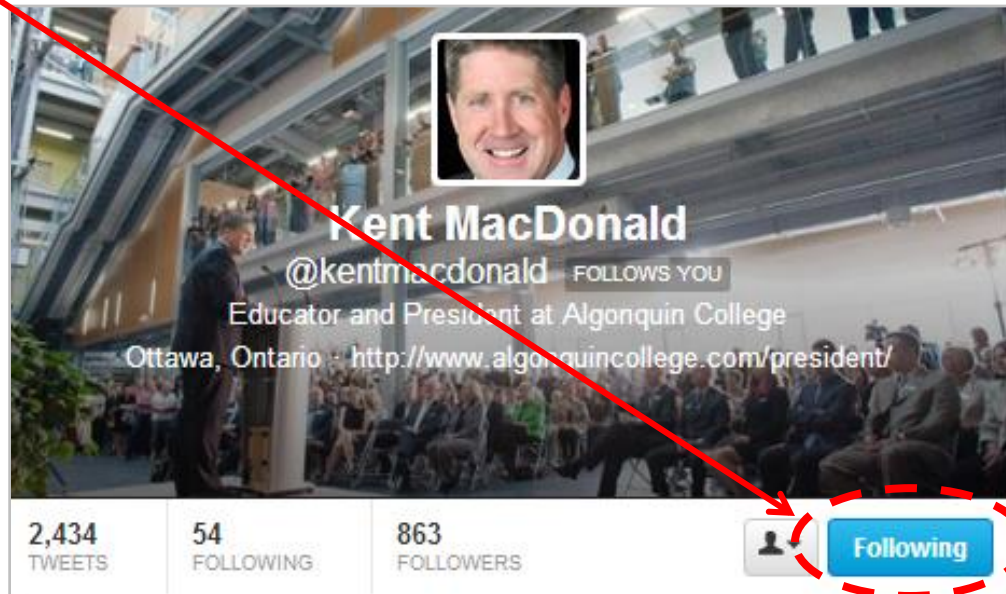 Kent MacDonald
@kentmacdonald FOLLOWS YOU
Educator and President at Algonquin College
Ottawa, Ontario · http://www.algonquincollege.com/president/
2,434 54 863
TWEETS FOLLOWING FOLLOWERS
Following